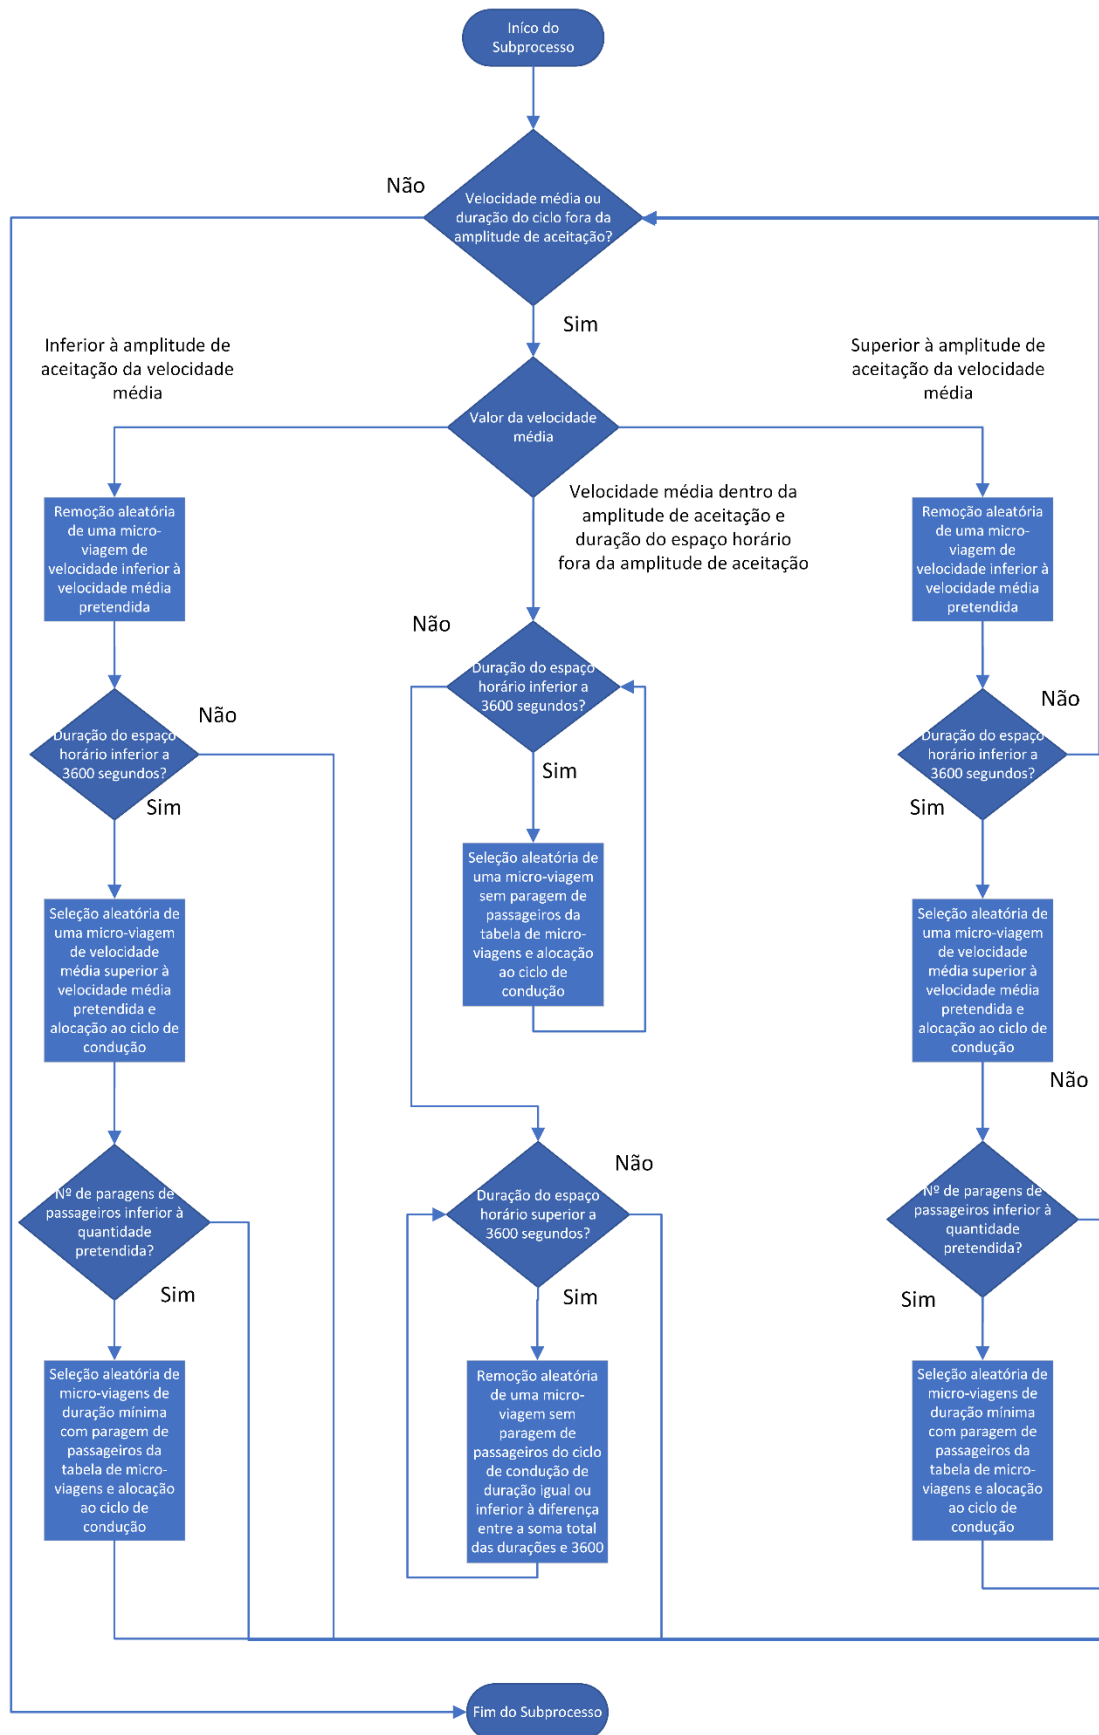 Iníco do
Subprocesso
Não
Velocidade média ou
duração do ciclo fora da
amplitude de aceitação?
Sim
Inferior à amplitude de
aceitação da velocidade
média
Superior à amplitude de
aceitação da velocidade
média
Valor da velocidade
média
Velocidade média dentro da
amplitude de aceitação e
duração do espaço horário
fora da amplitude de aceitação
Remoção aleatória
de uma micro-
viagem de
velocidade inferior à
velocidade média
pretendida
Remoção aleatória
de uma micro-
viagem de
velocidade inferior à
velocidade média
pretendida
Não
Duração do espaço
horário inferior a
3600 segundos?
Sim
Não
Duração do espaço
horário inferior a
3600 segundos?
Sim
Não
Duração do espaço
horário inferior a
3600 segundos?
Sim
Seleção aleatória de
uma micro-viagem
de velocidade
média superior à
velocidade média
pretendida e
alocação ao ciclo de
condução
Seleção aleatória de
uma micro-viagem
sem paragem de
passageiros da
tabela de micro-
viagens e alocação
ao ciclo de
condução
Seleção aleatória de
uma micro-viagem
de velocidade
média superior à
velocidade média
pretendida e
alocação ao ciclo de
condução
Nº de paragens de
passageiros inferior à
quantidade
pretendida?
Sim
Não
Duração do espaço
horário superior a
3600 segundos?
Sim
Não
Nº de paragens de
passageiros inferior à
quantidade
pretendida?
Sim
Seleção aleatória de
micro-viagens de
duração mínima
com paragem de
passageiros da
tabela de micro-
viagens e alocação
ao ciclo de
condução
Remoção aleatória
de uma micro-
viagem sem
paragem de
passageiros do ciclo
de condução de
duração igual ou
inferior à diferença
entre a soma total
das durações e 3600
Seleção aleatória de
micro-viagens de
duração mínima
com paragem de
passageiros da
tabela de micro-
viagens e alocação
ao ciclo de
condução
Fim do Subprocesso